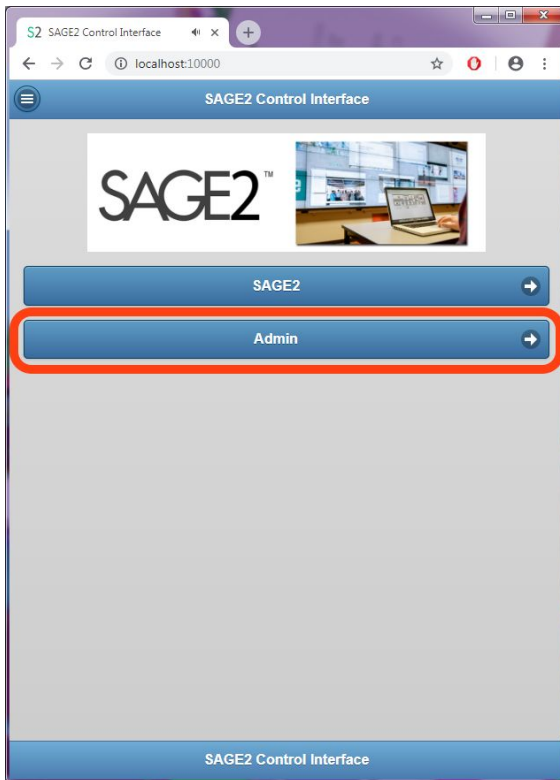 S2 SAGE2 Control Interface
localhost:10000
SAGE2 Control Interface
SAGE2™
SAGE2
Admin
SAGE2 Control Interface